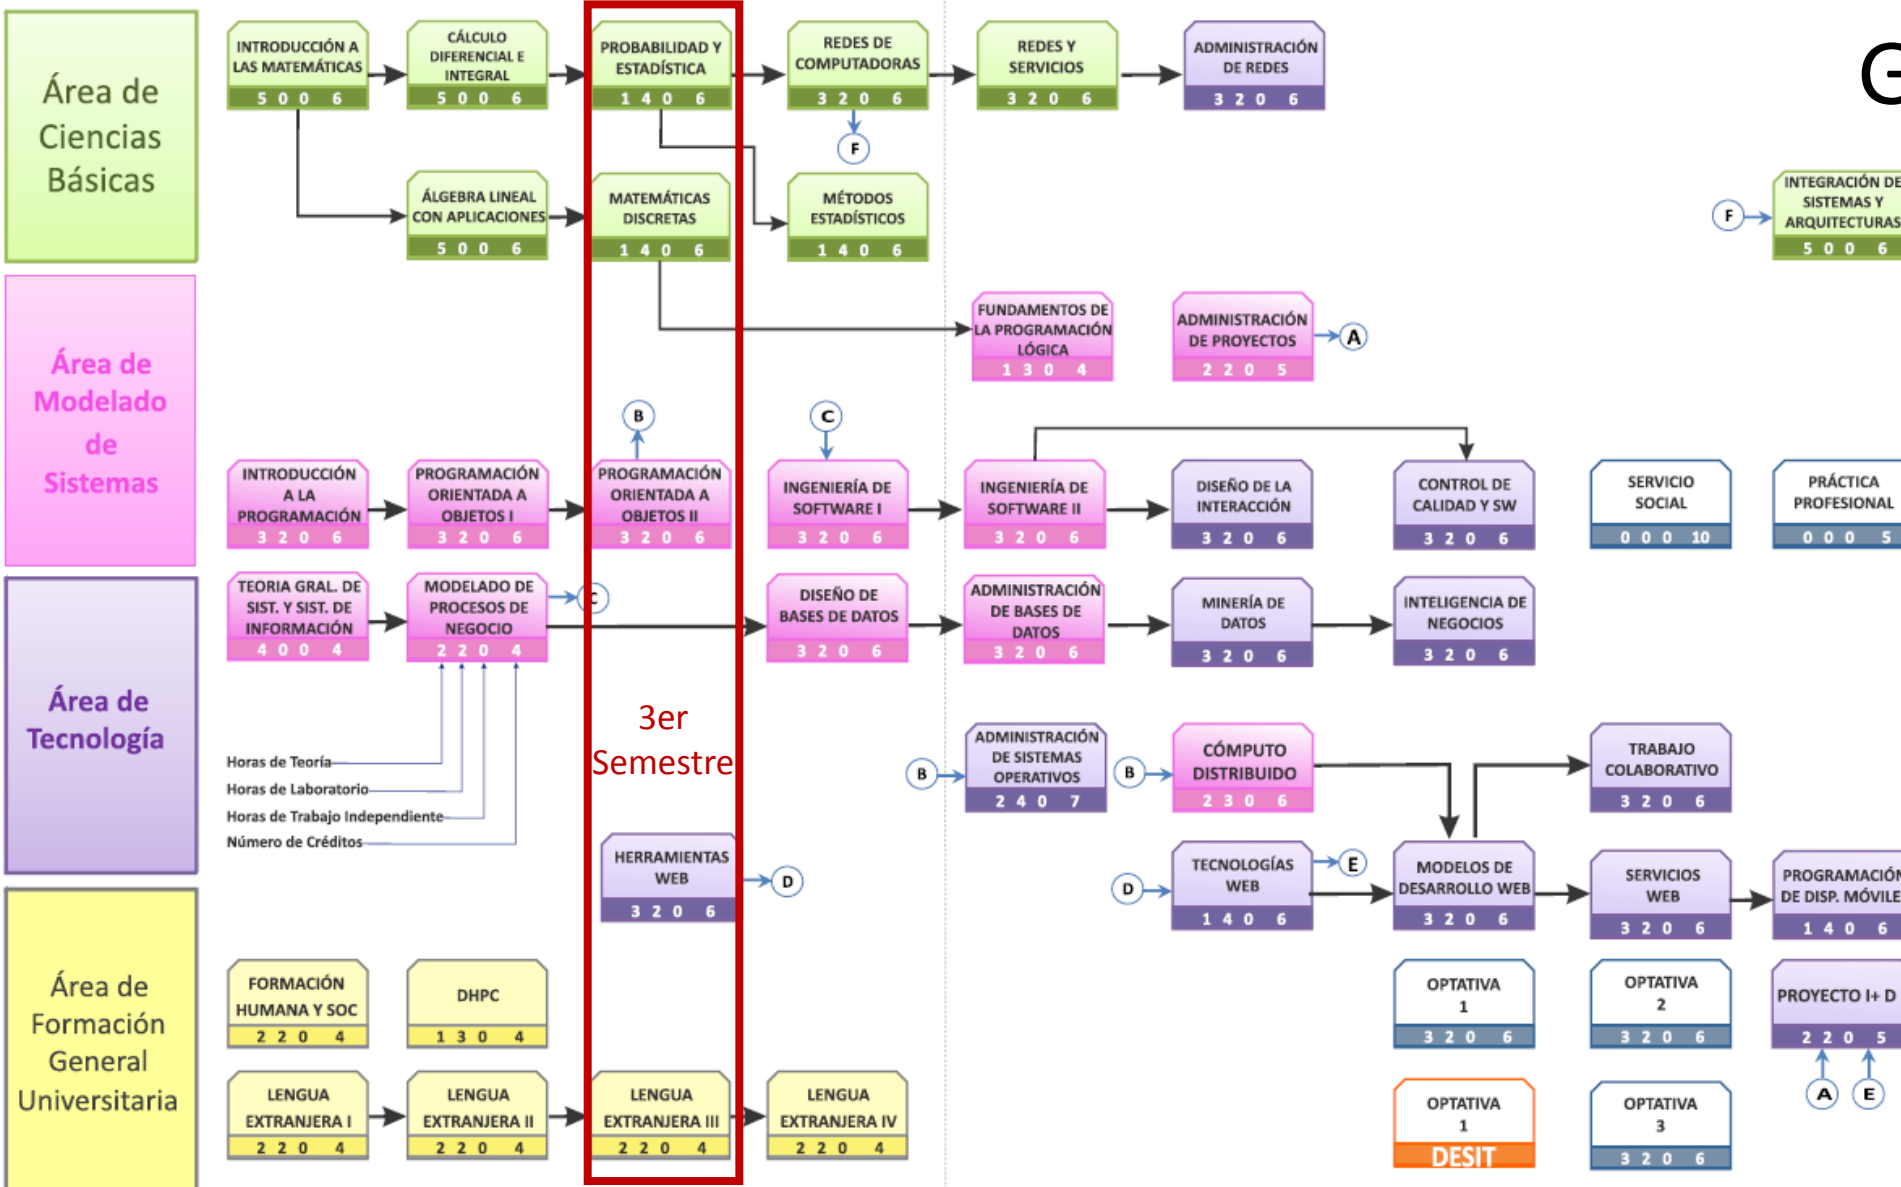 Área de
Ciencias
Básicas
INTRODUCCIÓN A
LAS MATEMÁTICAS
5 0 0 6
CÁLCULO
DIFERENCIAL E
INTEGRAL
5 0 0 6
PROBABILIDAD Y
ESTADÍSTICA
1 4 0 6
REDES DE
COMPUTADORAS
3 2 0 6
F
REDES Y
SERVICIOS
3 2 0 6
ADMINISTRACIÓN
DE REDES
3 2 0 6
G
ÁLGEBRA LINEAL
CON APLICACIONES
5 0 0 6
MATEMÁTICAS
DISCRETAS
1 4 0 6
MÉTODOS
ESTADÍSTICOS
1 4 0 6
F
INTEGRACIÓN DE
SISTEMAS Y
ARQUITECTURAS
5 0 0 6
Área de
Modelado
de
Sistemas
FUNDAMENTOS DE
LA PROGRAMACIÓN
LÓGICA
1 3 0 4
ADMINISTRACIÓN
DE PROYECTOS
2 2 0 5
A
B
C
INTRODUCCIÓN
A LA
PROGRAMACIÓN
3 2 0 6
PROGRAMACIÓN
ORIENTADA A
OBJETOS I
3 2 0 6
PROGRAMACIÓN
ORIENTADA A
OBJETOS II
3 2 0 6
INGENIERÍA DE
SOFTWARE I
3 2 0 6
INGENIERÍA DE
SOFTWARE II
3 2 0 6
DISEÑO DE LA
INTERACCIÓN
3 2 0 6
CONTROL DE
CALIDAD Y SW
3 2 0 6
SERVICIO
SOCIAL
0 0 0 10
PRÁCTICA
PROFESIONAL
0 0 0 5
Área de
Tecnología
TEORIA GRAL. DE
SIST. Y SIST. DE
INFORMACIÓN
4 0 0 4
MODELADO DE
PROCESOS DE
NEGOCIO
2 2 0 4
C
DISEÑO DE
BASES DE DATOS
3 2 0 6
ADMINISTRACIÓN
DE BASES DE
DATOS
3 2 0 6
MINERÍA DE
DATOS
3 2 0 6
INTELIGENCIA DE
NEGOCIOS
3 2 0 6
Horas de Teoría
Horas de Laboratorio
Horas de Trabajo Independiente
Número de Créditos
3er
Semestre
B
ADMINISTRACIÓN
DE SISTEMAS
OPERATIVOS
2 4 0 7
B
CÓMPUTO
DISTRIBUIDO
2 3 0 6
TRABAJO
COLABORATIVO
3 2 0 6
HERRAMIENTAS
WEB
3 2 0 6
D
D
TECNOLOGÍAS
WEB
1 4 0 6
E
MODELOS DE
DESARROLLO WEB
3 2 0 6
SERVICIOS
WEB
3 2 0 6
PROGRAMACIÓN
DE DISP. MÓVILE
1 4 0 6
Área de
Formación
General
Universitaria
FORMACIÓN
HUMANA Y SOC
2 2 0 4
DHPC
1 3 0 4
OPTATIVA
1
3 2 0 6
OPTATIVA
2
3 2 0 6
PROYECTO I+ D
2 2 0 5
A
E
LENGUA
EXTRANJERA I
2 2 0 4
LENGUA
EXTRANJERA II
2 2 0 4
LENGUA
EXTRANJERA III
2 2 0 4
LENGUA
EXTRANJERA IV
2 2 0 4
OPTATIVA
1
DESIT
OPTATIVA
3
3 2 0 6